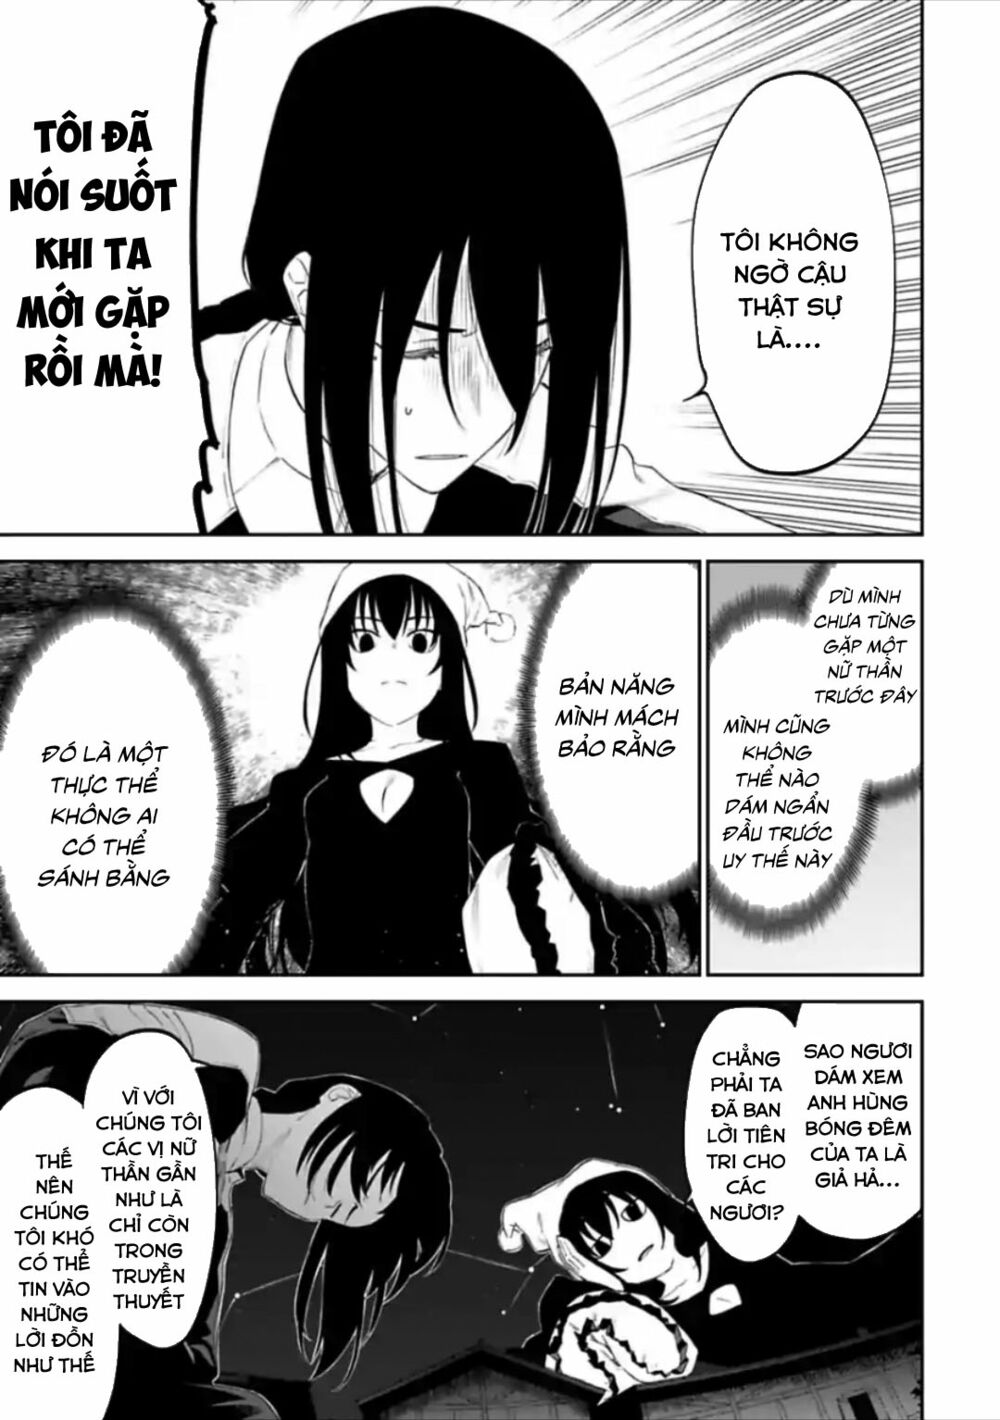 TÔI KHÔNG
NGỜ CẬU
THẬT SỰ
LÀ....
TÔI ĐÃ
NÓI SUỐT
KHI TA
MỚI GẶP
RỒI MÀ!
DÙ MÌNH
CHƯA TỪNG
GẶP MỘT
NỮ THẦN
TRƯỚC ĐÂY
MÌNH CŨNG
KHÔNG
THỂ NÀO
DÁM NGẨN
ĐẦU TRƯỚC
UY THẾ NÀY
BẢN NĂNG
MÌNH MÁCH
BẢO RẰNG
ĐÓ LÀ MỘT
THỰC THỂ
KHÔNG AI
CÓ THỂ
SÁNH BẰNG
SAO NGƯƠI
DÁM XEM
ANH HÙNG
BÓNG ĐÊM
CỦA TA LÀ
GIẢ HẢ...
CHẲNG
PHẢI TA
ĐÃ BAN
LỜI TIÊN
TRI CHO
CÁC
NGƯƠI?
VÌ VỚI
CHÚNG TÔI
CÁC VỊ NỮ
THẦN GẦN
NHƯ LÀ
CHỈ CÒN
TRONG
TRUYỀN
THUYẾT
THẾ
NÊN
CHÚNG
TÔI KHÓ
CÓ THỂ
TIN VÀO
NHỮNG
LỜI ĐỒN
NHƯ THẾ